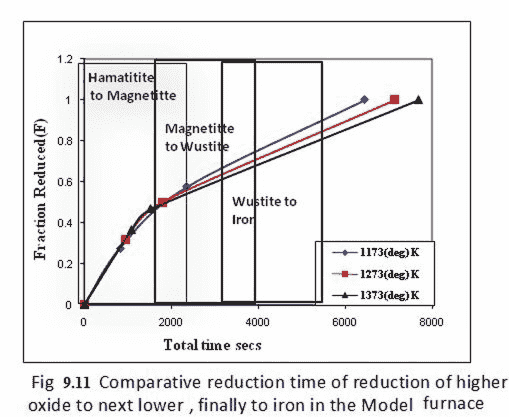 1.2
1
0.8
0.6
0.4
0.2
0
Fraction Reduced(F)
Hamatitite
to Magnetitte
Magnetitte
to Wustite
Wustite to
Iron
1173(deg)K
1273(deg)K
1373(deg)K
0 2000 4000 6000 8000
Total time secs
Fig 9.11 Comparative reduction time of reduction of higher
oxide to next lower , finally to iron in the Model furnace